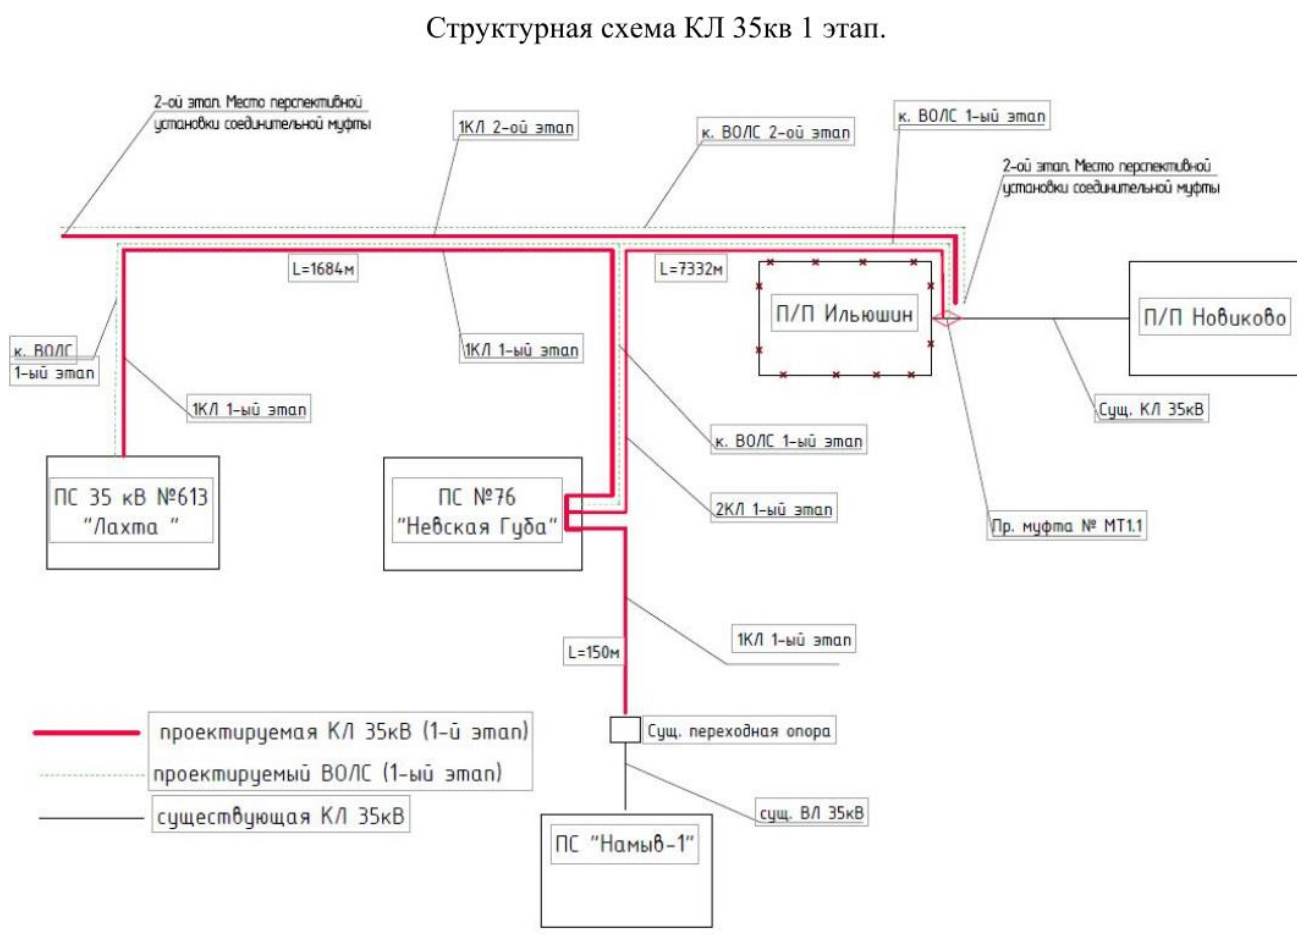 Структурная схема КЛ 35кв 1 этап.
2-ой этап. Место перспективной
установки соединительной муфты
1КЛ 2-ой этап
к. ВОЛС 2-ой этап
к. ВОЛС 1-ый этап
2-ой этап. Место перспективной
установки соединительной муфты
L=1684м
L=7332м
П/П Ильюшин
П/П Новиково
к. ВОЛС
1-ый этап
1КЛ 1-ый этап
1КЛ 1-ый этап
Сущ. КЛ 35кВ
к. ВОЛС 1-ый этап
ПС 35 кВ №613
"Лахта "
ПС №76
"Невская Губа"
2КЛ 1-ый этап
Пр. муфта № МТ1.1
1КЛ 1-ый этап
L=150м
проектируемая КЛ 35кВ (1-й этап)
Сущ. переходная опора
проектируемый ВОЛС (1-ый этап)
существующая КЛ 35кВ
сущ. ВЛ 35кВ
ПС "Намыв-1"